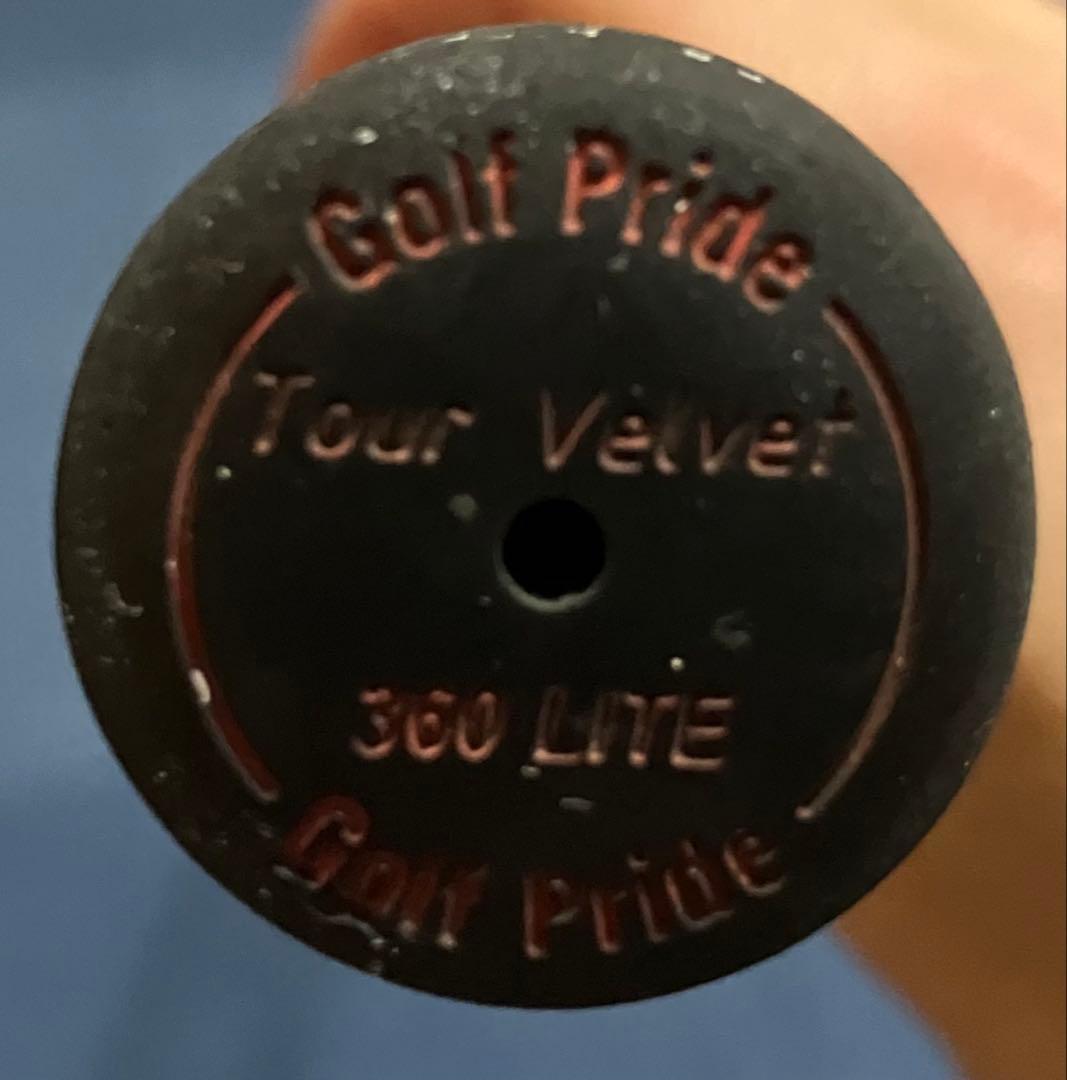 Golf Pride
Tour Velvet
360 LITE
Golf Pride